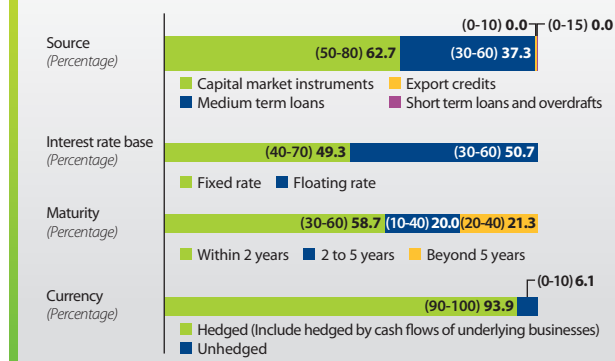 (0-10) 0.0 (0-15) 0.0
Source
(Percentage)
(50-80) 62.7 (30-60) 37.3
Capital market instruments Export credits
Medium term loans Short term loans and overdrafts
Interest rate base
(Percentage)
(40-70) 49.3 (30-60) 50.7
Fixed rate Floating rate
Maturity
(Percentage)
(30-60) 58.7 (10-40) 20.0 (20-40) 21.3
Within 2 years 2 to 5 years Beyond 5 years
(0-10) 6.1
Currency
(Percentage)
(90-100) 93.9
Hedged (Include hedged by cash flows of underlying businesses)
Unhedged